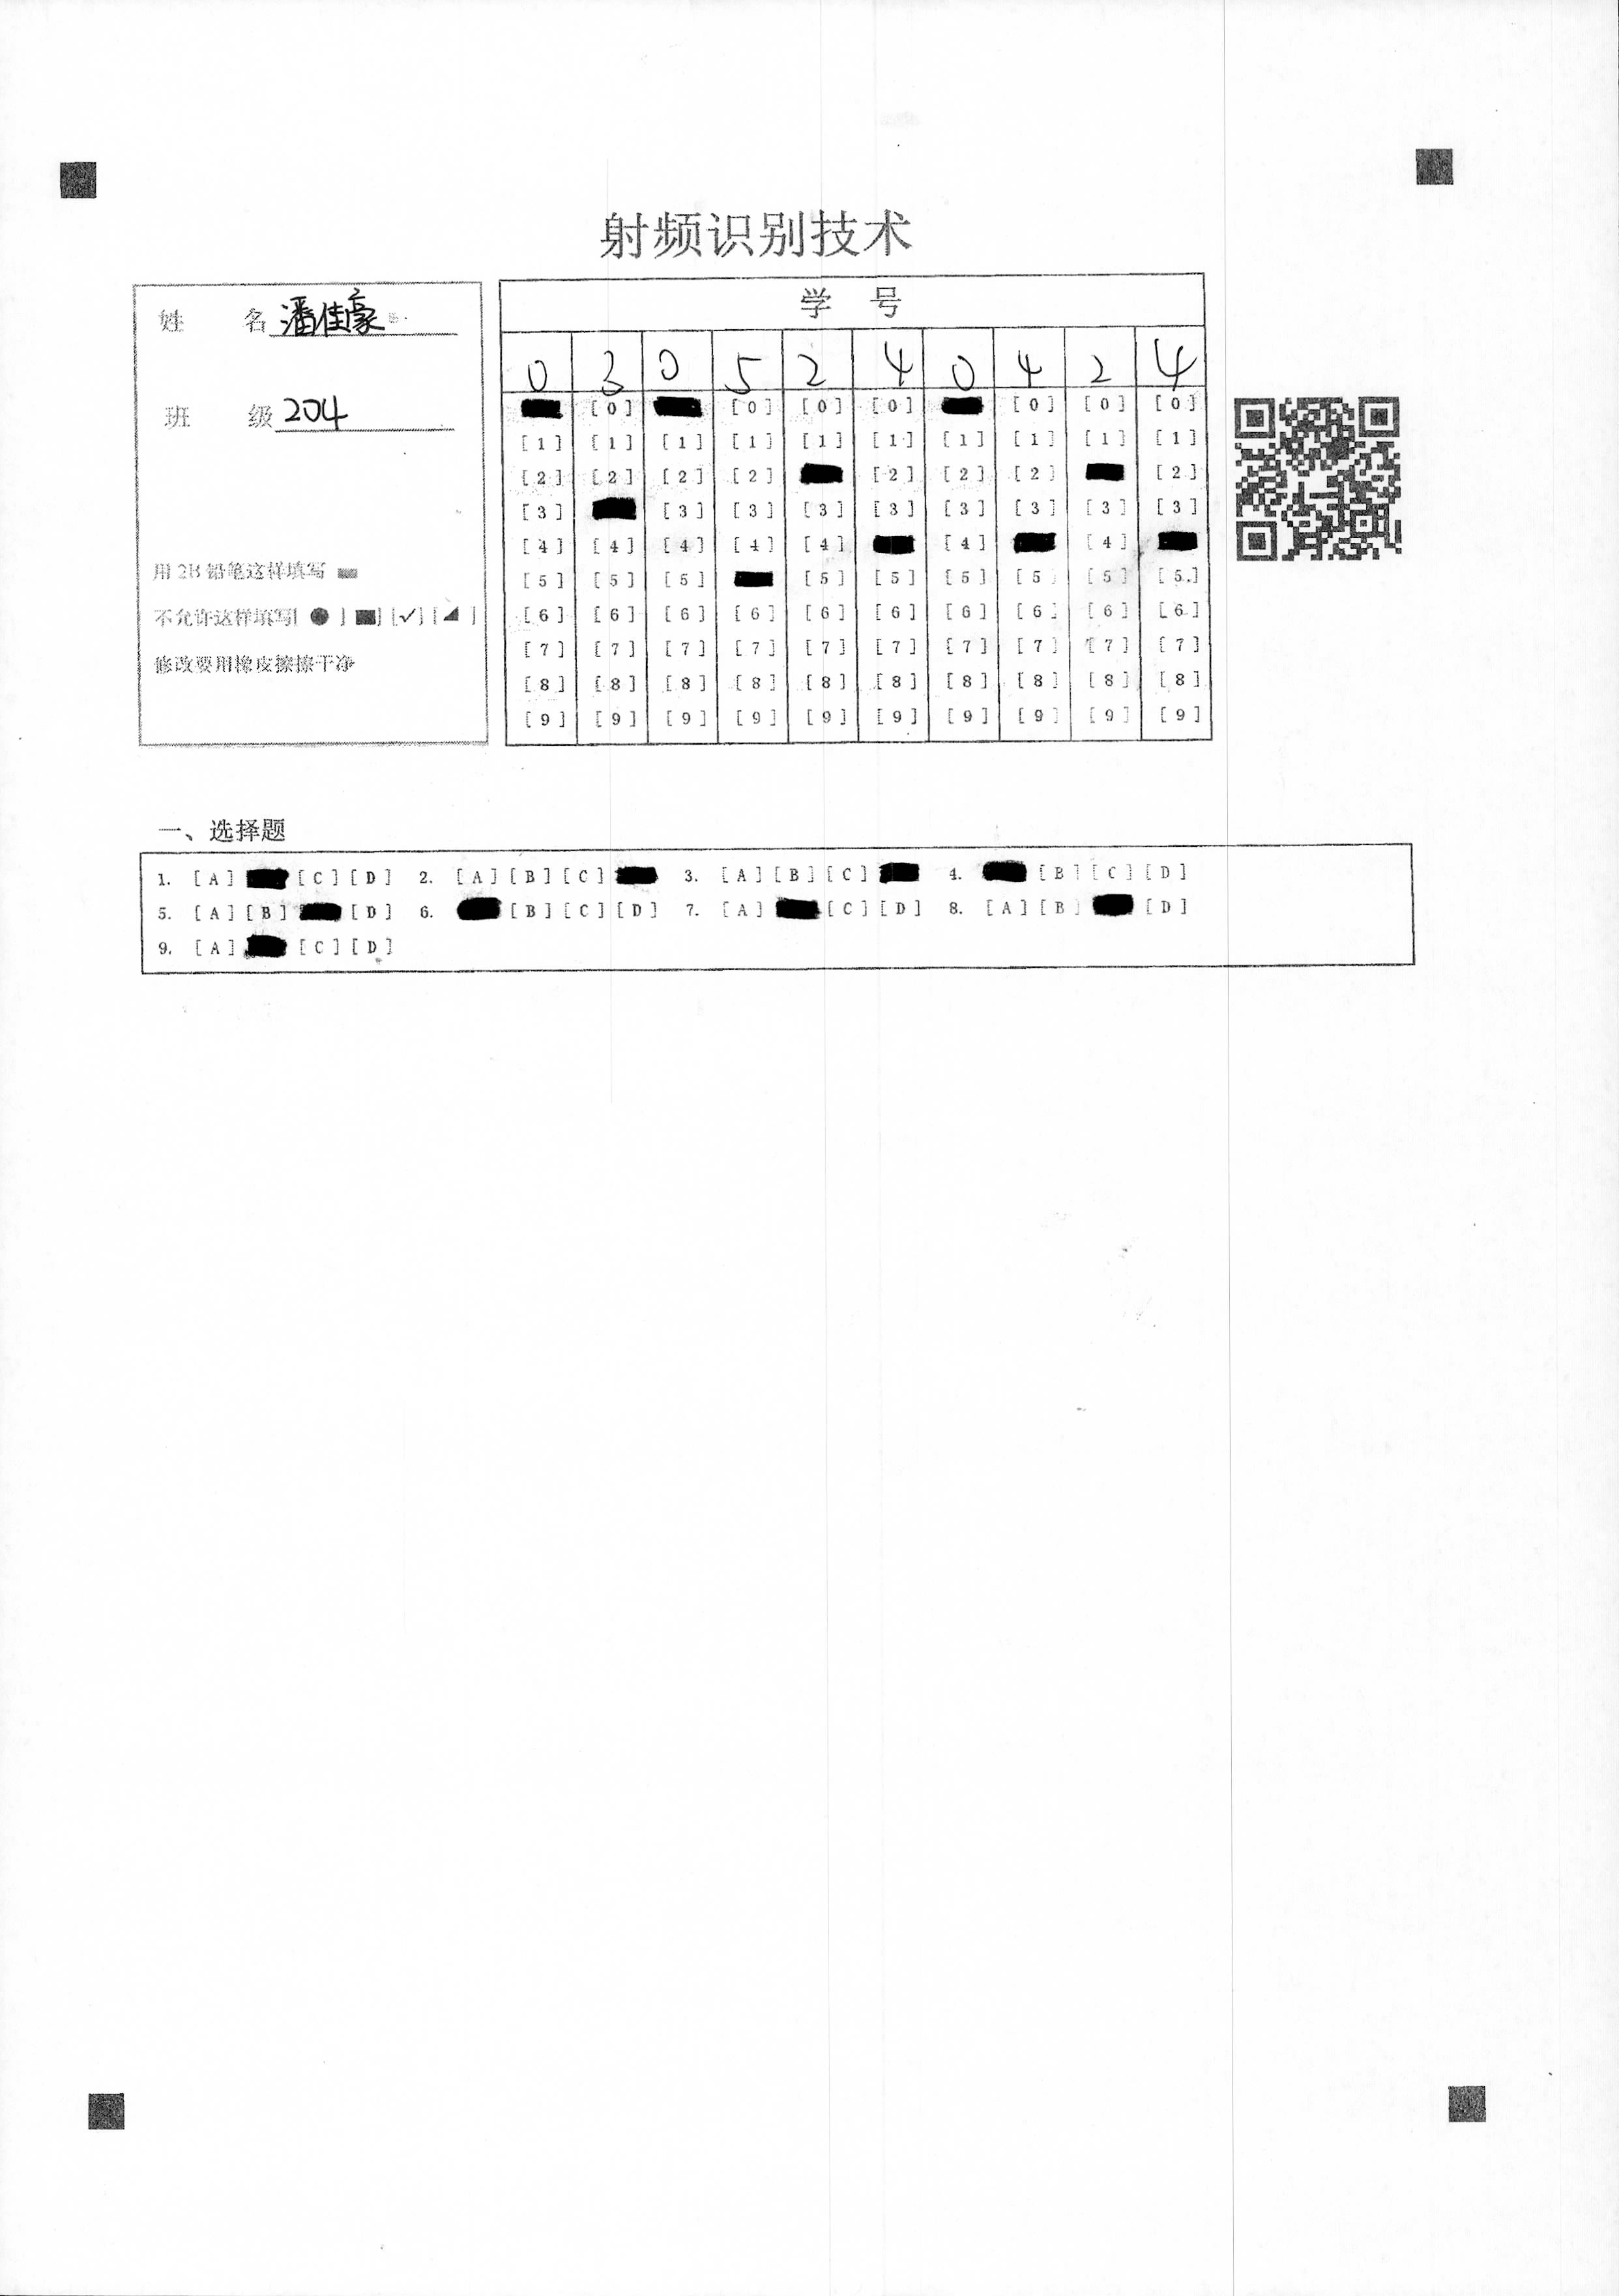 射频识别技术
姓 名 潘佳豪
班 级 204
用 2B 铅笔这样填写
不允许这样填写[ ● ] [✓] [ ]
修改要用橡皮擦擦干净
学 号
0 3 0 5 2 4 0 4 2 4
[0] [0] [0] [0] [0] [0] [0]
[1] [1] [1] [1] [1] [1] [1] [1] [1] [1]
[2] [2] [2] [2] [2] [2] [2] [2]
[3] [3] [3] [3] [3] [3] [3] [3] [3]
[4] [4] [4] [4] [4] [4] [4]
[5] [5] [5] [5] [5] [5] [5] [5] [5]
[6] [6] [6] [6] [6] [6] [6] [6] [6] [6]
[7] [7] [7] [7] [7] [7] [7] [7] [7] [7]
[8] [8] [8] [8] [8] [8] [8] [8] [8] [8]
[9] [9] [9] [9] [9] [9] [9] [9] [9] [9]
一、选择题
1. [A] [C] [D] 2. [A] [B] [C] 3. [A] [B] [C] 4. [B] [C] [D]
5. [A] [B] [D] 6. [B] [C] [D] 7. [A] [C] [D] 8. [A] [B] [D]
9. [A] [C] [D]